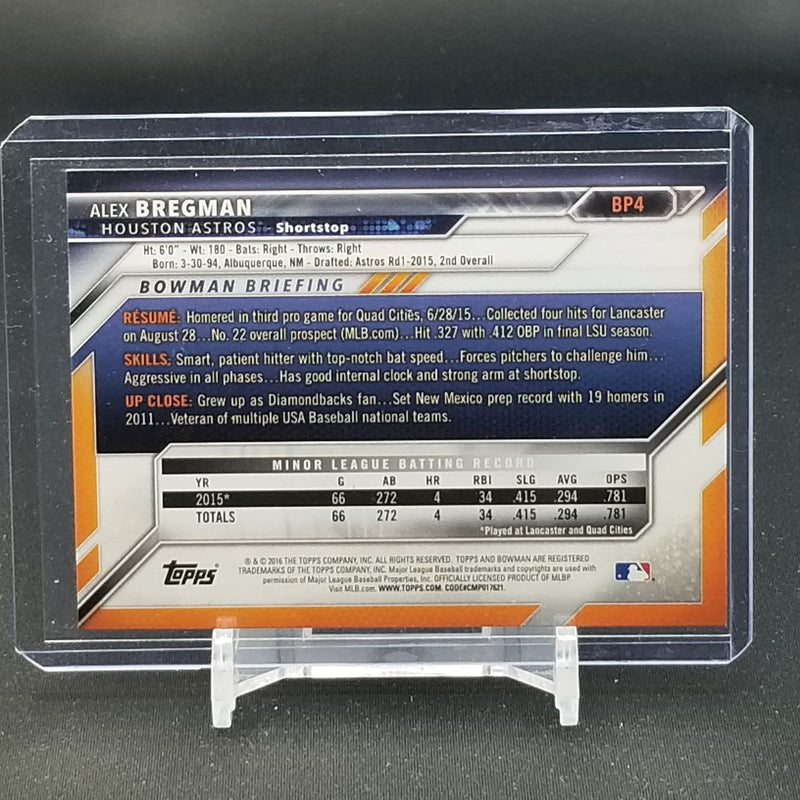 ALEX BREGMAN
BP4
HOUSTON ASTROS - Shortstop
Ht: 6'0" - Wt: 180 - Bats: Right - Throws: Right
Born: 3-30-94, Albuquerque, NM - Drafted: Astros Rd1-2015, 2nd Overall
BOWMAN BRIEFING
RÉSUMÉ: Homered in third pro game for Quad Cities, 6/28/15...Collected four hits for Lancaster
on August 28...No. 22 overall prospect (MLB.com)...Hit .327 with .412 OBP in final LSU season.
SKILLS: Smart, patient hitter with top-notch bat speed...Forces pitchers to challenge him...
Aggressive in all phases...Has good internal clock and strong arm at shortstop.
UP CLOSE: Grew up as Diamondbacks fan...Set New Mexico prep record with 19 homers in
2011...Veteran of multiple USA Baseball national teams.
MINOR LEAGUE BATTING RECORD
YR G AB HR RBI SLG AVG OPS
2015* 66 272 4 34 .415 .294 .781
TOTALS 66 272 4 34 .415 .294 .781
*Played at Lancaster and Quad Cities
Topps
® & © 2016 THE TOPPS COMPANY, INC. ALL RIGHTS RESERVED. TOPPS AND BOWMAN ARE REGISTERED
TRADEMARKS OF THE TOPPS COMPANY, INC. Major League Baseball trademarks and copyrights are used with
permission of Major League Baseball Properties, Inc. OFFICIALLY LICENSED PRODUCT OF MLBP.
Visit MLB.com. WWW.TOPPS.COM. CODE#CMP017621.